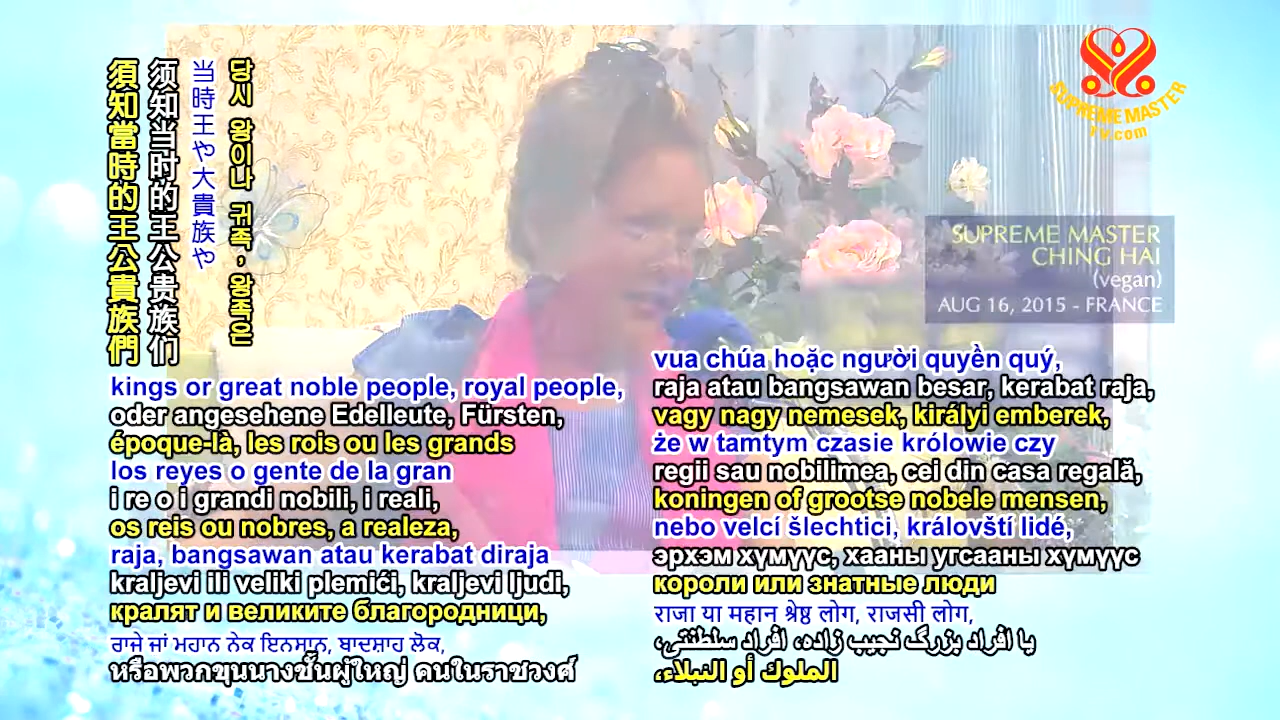 須知當時的王公貴族們
须知当时的王公贵族们
当時王や大貴族や
당시 왕이나 귀족, 왕족은
SUPREME MASTER
TV.com
SUPREME MASTER
CHING HAI
(vegan)
AUG 16, 2015 - FRANCE
kings or great noble people, royal people,
oder angesehene Edelleute, Fürsten,
époque-là, les rois ou les grands
los reyes o gente de la gran
i re o i grandi nobili, i reali,
os reis ou nobres, a realeza,
raja, bangsawan atau kerabat diraja
kraljevi ili veliki plemići, kraljevi ljudi,
кралят и великите благородници,
ਰਾਜੇ ਜਾਂ ਮਹਾਨ ਨੇਕ ਇਨਸਾਨ, ਬਾਦਸ਼ਾਹ ਲੋਕ,
หรือพวกขุนนางชั้นผู้ใหญ่ คนในราชวงศ์
vua chúa hoặc người quyền quý,
raja atau bangsawan besar, kerabat raja,
vagy nagy nemesek, királyi emberek,
że w tamtym czasie królowie czy
regii sau nobilimea, cei din casa regală,
koningen of grootse nobele mensen,
nebo velcí šlechtici, královští lidé,
эрхэм хүмүүс, хааны угсааны хүмүүс
короли или знатные люди
राजा या महान श्रेष्ठ लोग, राजसी लोग,
یا افراد بزرگ نجیب زاده، افراد سلطنتی،
الملوك أو النبلاء،